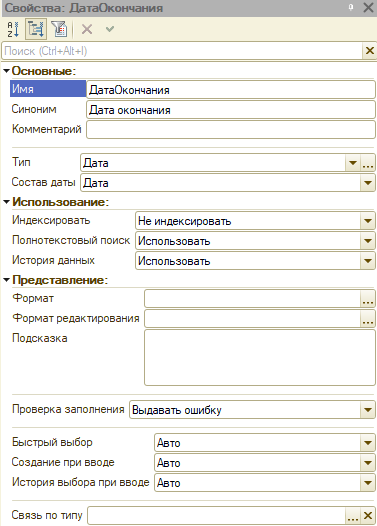 Свойства: ДатаОкончания
Поиск (Ctrl+Alt+I)
Основные:
Имя ДатаОкончания
Синоним Дата окончания
Комментарий
Тип Дата
Состав даты Дата
Использование:
Индексировать Не индексировать
Полнотекстовый поиск Использовать
История данных Использовать
Представление:
Формат
Формат редактирования
Подсказка
Проверка заполнения Выдавать ошибку
Быстрый выбор Авто
Создание при вводе Авто
История выбора при вводе Авто
Связь по типу